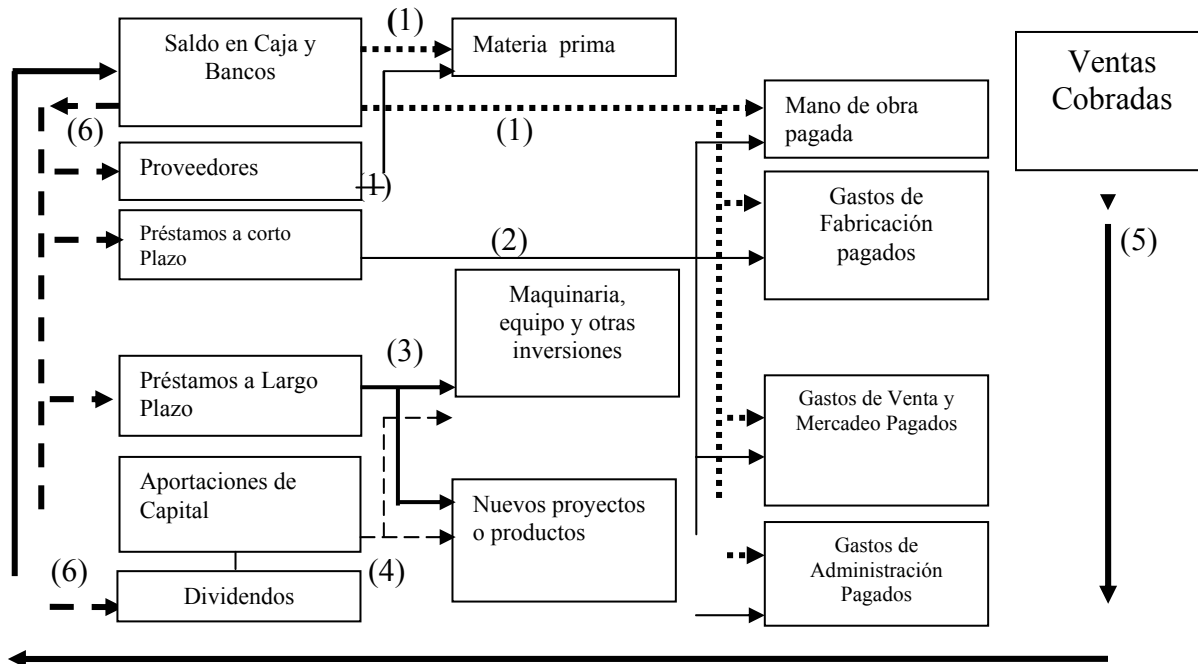 (1)
Saldo en Caja y
Bancos
Materia prima
Ventas
Cobradas
(6)
(1)
Mano de obra
pagada
Proveedores
(1)
Gastos de
Fabricación
pagados
Préstamos a corto
Plazo
(2)
(5)
Maquinaria,
equipo y otras
inversiones
(3)
Préstamos a Largo
Plazo
Gastos de Venta y
Mercadeo Pagados
Aportaciones de
Capital
Nuevos proyectos
o productos
Gastos de
Administración
Pagados
(6)
Dividendos
(4)